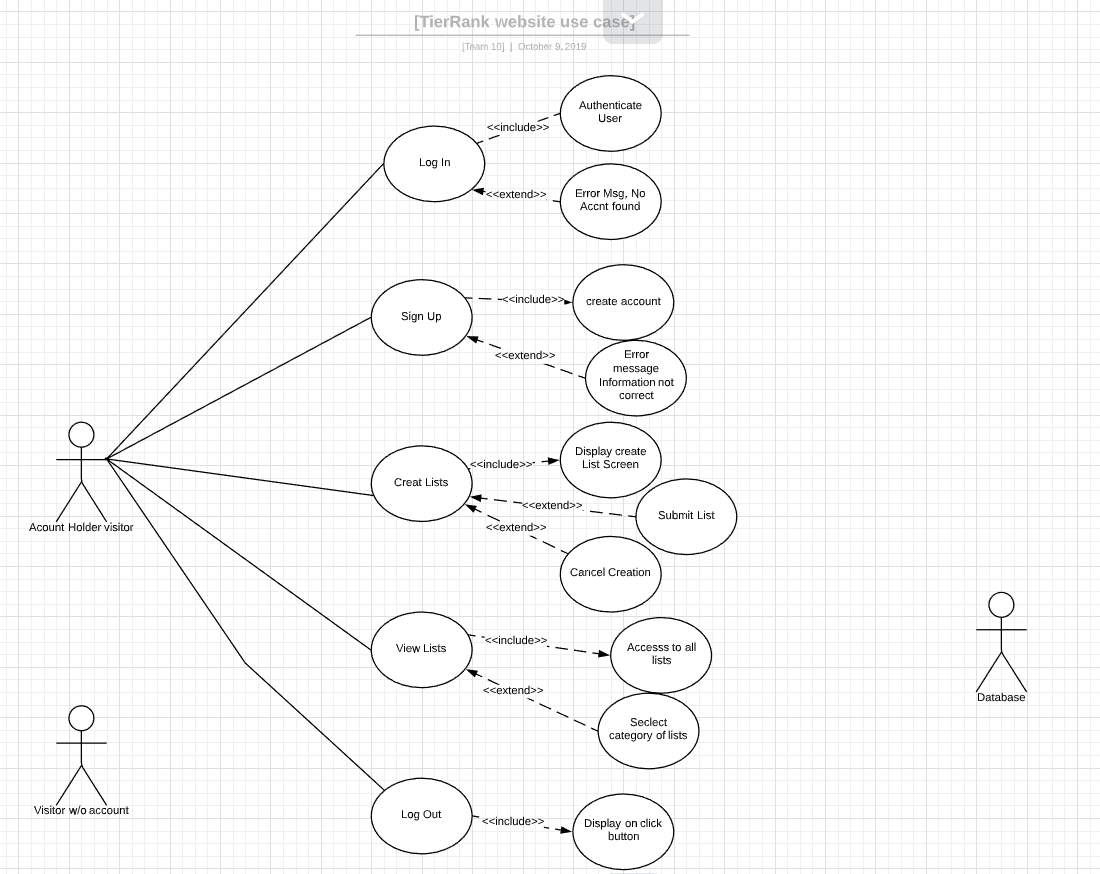 [TierRank website use case]
[Team 10] | October 9, 2019
Authenticate
User
<<include>>
Log In
<<extend>>
Error Msg, No
Accnt found
Sign Up
<<include>>
create account
<<extend>>
Error
message
Information not
correct
Creat Lists
<<include>>
Display create
List Screen
<<extend>>
Submit List
<<extend>>
Cancel Creation
Acount Holder visitor
View Lists
<<include>>
Accesss to all
lists
<<extend>>
Seclect
category of lists
Database
Visitor w/o account
Log Out
<<include>>
Display on click
button